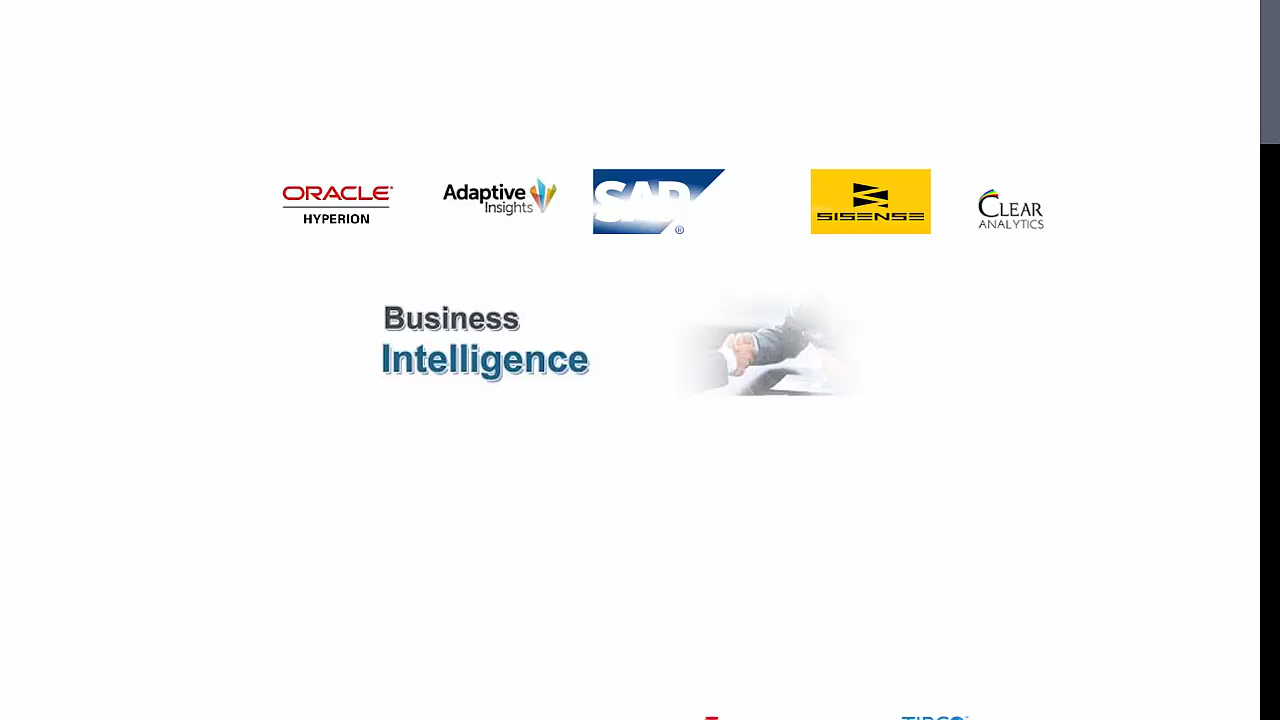 ORACLE®
HYPERION
Adaptive
Insights
SAP
®
SISENSE
CLEAR
ANALYTICS
Business
Intelligence